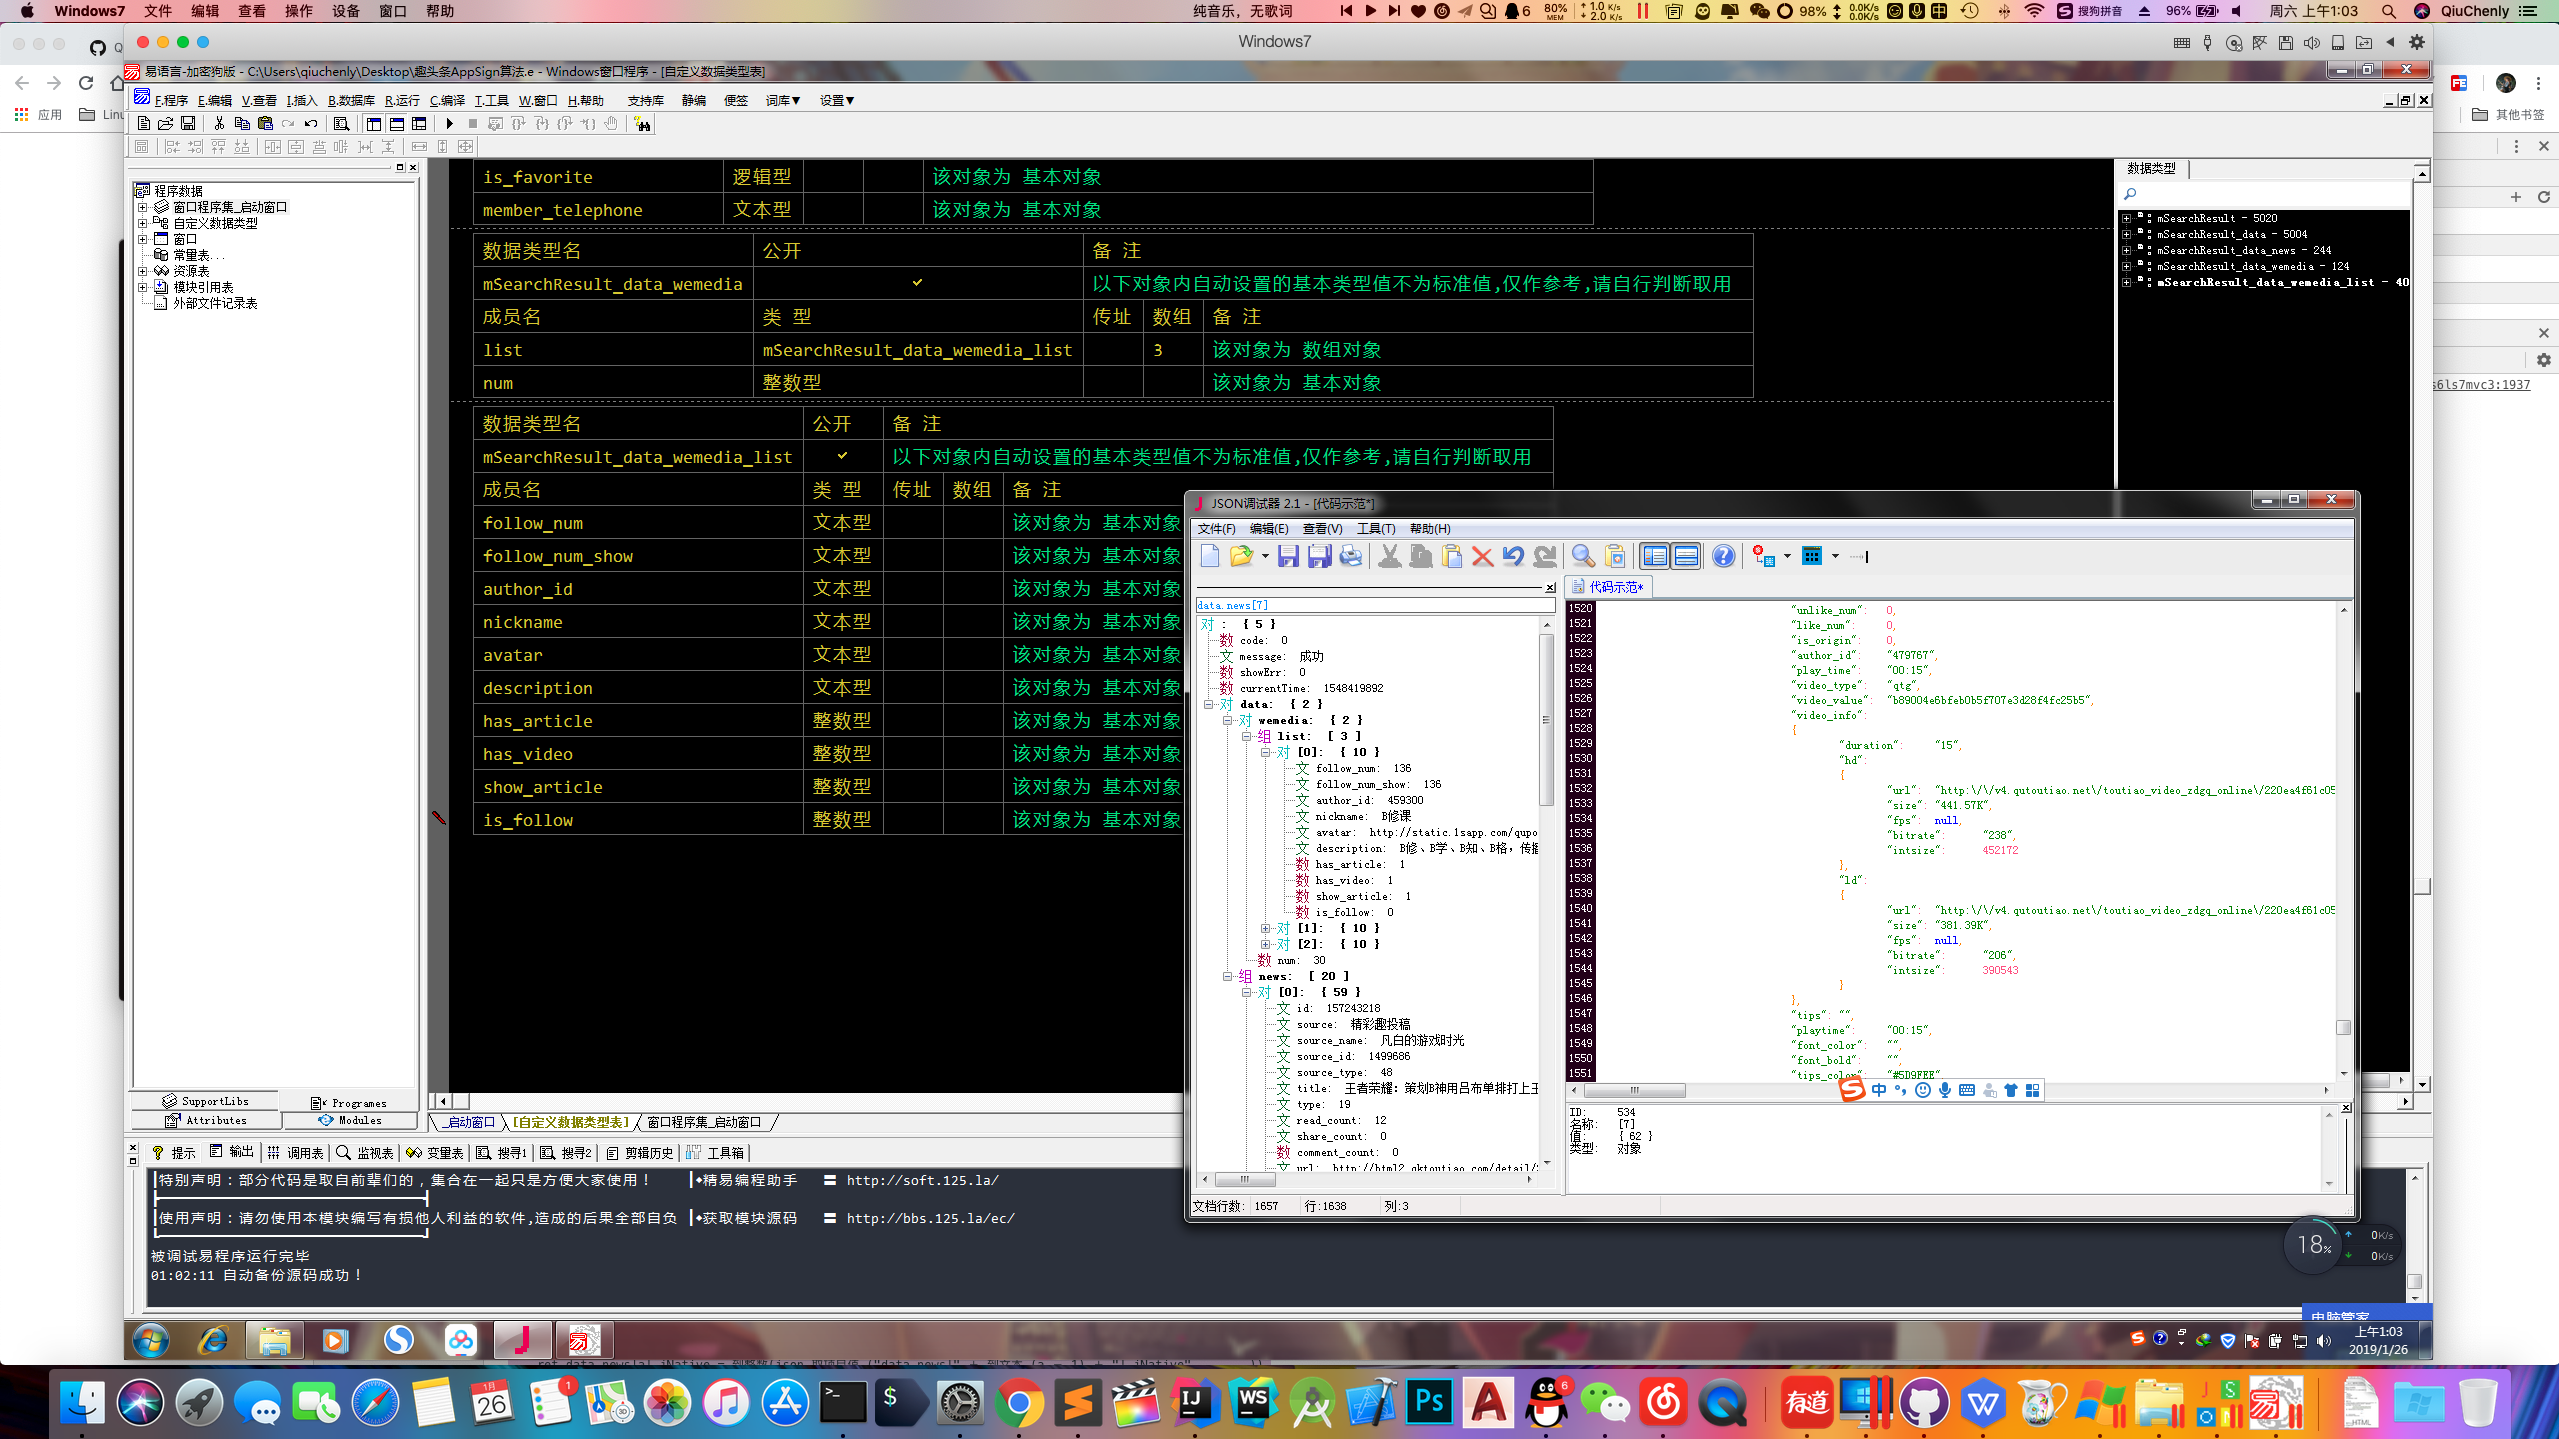 Windows7 文件 编辑 查看 操作 设备 窗口 帮助
纯音乐，无歌词 6 80% MEM 1.0 K/s 2.0 K/s 98% 0.0K/s 0.0K/s 搜狗拼音 96% 周六 上午1:03 QiuChenly
Windows7
易语言-加密狗版 - C:\Users\qiuchenly\Desktop\趣头条AppSign算法.e - Windows窗口程序 - [自定义数据类型表]
F.程序 E.编辑 V.查看 I.插入 B.数据库 R.运行 C.编译 T.工具 W.窗口 H.帮助 支持库 静编 便签 词库▼ 设置▼
应用
其他书签
程序数据
窗口程序集_启动窗口
自定义数据类型
窗口
常量表...
资源表
模块引用表
外部文件记录表
SupportLibs Programes
Attributes Modules
is_favorite 逻辑型 该对象为 基本对象
member_telephone 文本型 该对象为 基本对象
数据类型名 公开 备 注
mSearchResult_data_wemedia ✓ 以下对象内自动设置的基本类型值不为标准值,仅作参考,请自行判断取用
成员名 类 型 传址 数组 备 注
list mSearchResult_data_wemedia_list 3 该对象为 数组对象
num 整数型 该对象为 基本对象
数据类型名 公开 备 注
mSearchResult_data_wemedia_list ✓ 以下对象内自动设置的基本类型值不为标准值,仅作参考,请自行判断取用
成员名 类 型 传址 数组 备 注
follow_num 文本型 该对象为 基本对象
follow_num_show 文本型 该对象为 基本对象
author_id 文本型 该对象为 基本对象
nickname 文本型 该对象为 基本对象
avatar 文本型 该对象为 基本对象
description 文本型 该对象为 基本对象
has_article 整数型 该对象为 基本对象
has_video 整数型 该对象为 基本对象
show_article 整数型 该对象为 基本对象
is_follow 整数型 该对象为 基本对象
数据类型
mSearchResult - 5020
mSearchResult_data - 5004
mSearchResult_data_news - 244
mSearchResult_data_wemedia - 124
mSearchResult_data_wemedia_list - 40
s6ls7mvc3:1937
_启动窗口 [自定义数据类型表] 窗口程序集_启动窗口
提示 输出 调用表 监视表 变量表 搜寻1 搜寻2 剪辑历史 工具箱
特别声明：部分代码是取自前辈们的，集合在一起只是方便大家使用！ ◆精易编程助手 = http://soft.125.la/
使用声明：请勿使用本模块编写有损他人利益的软件,造成的后果全部自负 ◆获取模块源码 = http://bbs.125.la/ec/
被调试易程序运行完毕
01:02:11 自动备份源码成功！
JSON调试器 2.1 - [代码示范*]
文件(F) 编辑(E) 查看(V) 工具(T) 帮助(H)
data.news[7]
代码示范*
对 : { 5 }
数 code: 0
文 message: 成功
数 showErr: 0
数 currentTime: 1548419892
对 data: { 2 }
对 wemedia: { 2 }
组 list: [ 3 ]
对 [0]: { 10 }
文 follow_num: 136
文 follow_num_show: 136
文 author_id: 459300
文 nickname: B修课
文 avatar: http://static.1sapp.com/qupo
文 description: B修、B学、B知、B格，传播
数 has_article: 1
数 has_video: 1
数 show_article: 1
数 is_follow: 0
对 [1]: { 10 }
对 [2]: { 10 }
数 num: 30
组 news: [ 20 ]
对 [0]: { 59 }
文 id: 157243218
文 source: 精彩趣投稿
文 source_name: 凡白的游戏时光
文 source_id: 1499686
文 source_type: 48
文 title: 王者荣耀：策划B神用吕布单排打上王
文 type: 19
文 read_count: 12
文 share_count: 0
数 comment_count: 0
文 url: http://html2.qktoutiao.com/detail/
1520 "unlike_num": 0,
1521 "like_num": 0,
1522 "is_origin": 0,
1523 "author_id": "479767",
1524 "play_time": "00:15",
1525 "video_type": "qtg",
1526 "video_value": "b89004e6bfeb0b5f707e3d28f4fc25b5",
1527 "video_info":
1528 {
1529 "duration": "15",
1530 "hd":
1531 {
1532 "url": "http:\/\/v4.qutoutiao.net\/toutiao_video_zdgq_online\/220ea4f61c05
1533 "size": "441.57K",
1534 "fps": null,
1535 "bitrate": "238",
1536 "intsize": 452172
1537 },
1538 "ld":
1539 {
1540 "url": "http:\/\/v4.qutoutiao.net\/toutiao_video_zdgq_online\/220ea4f61c05
1541 "size": "381.39K",
1542 "fps": null,
1543 "bitrate": "206",
1544 "intsize": 390543
1545 }
1546 },
1547 "tips": "",
1548 "playtime": "00:15",
1549 "font_color": "",
1550 "font_bold": "",
1551 "tips_color": "#5D9FEE",
中
ID: 534
名称: [7]
值: { 62 }
类型: 对象
文档行数: 1657 行:1638 列:3
18% 0K/s
0K/s
电脑管家
上午1:03
2019/1/26
1月 26 1 Ps WS IJ 6 有道